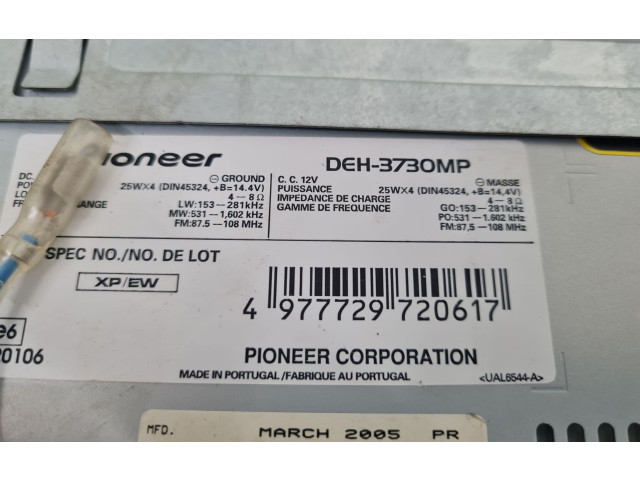 ioneer DEH-3730MP
DC. ⊖ GROUND C. C. 12V ⊖ MASSE
25W×4 (DIN45324, +B=14.4V) PUISSANCE 25W×4 (DIN45324, +B=14.4V)
4 – 8 Ω IMPEDANCE DE CHARGE 4 – 8 Ω
ANGE LW:153 – 281kHz GAMME DE FREQUENCE GO:153 – 281kHz
MW:531 – 1,602 kHz PO:531 – 1,602 kHz
FM:87.5 – 108 MHz FM:87.5 – 108 MHz
SPEC NO./NO. DE LOT
XP/EW
4 977729 720617
e6
0106 PIONEER CORPORATION
MADE IN PORTUGAL/FABRIQUE AU PORTUGAL <UAL6544-A>
MFD. MARCH 2005 PR